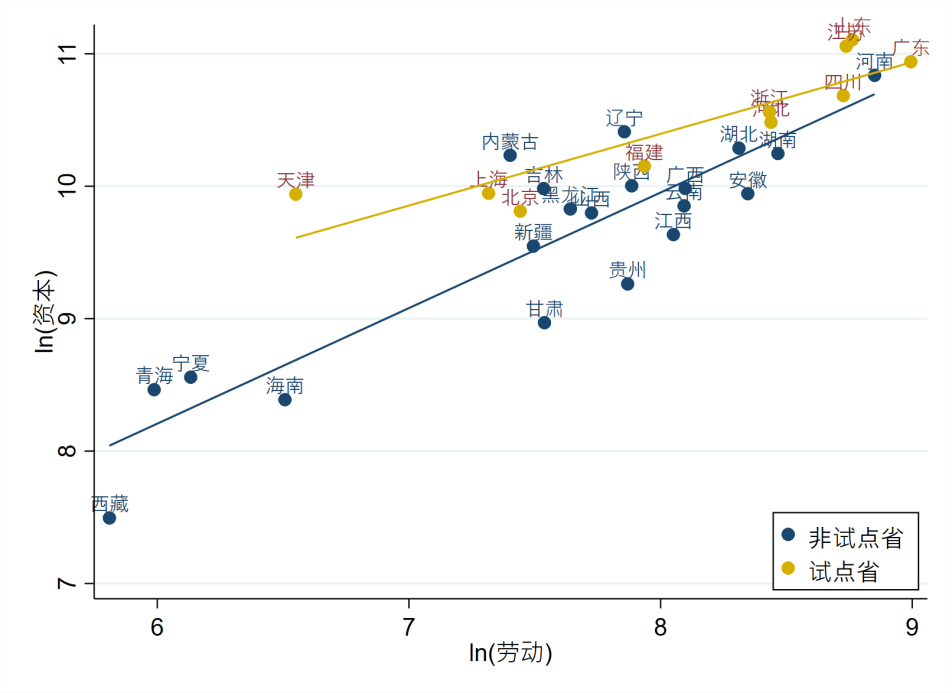 11
10
9
8
7
ln(资本)
山东
江苏
广东
河南
四川
浙江
河北
辽宁
湖北
湖南
内蒙古
福建
天津
上海
吉林
陕西
广西
安徽
北京
黑龙江
山西
云南
江西
新疆
贵州
甘肃
宁夏
青海
海南
西藏
非试点省
试点省
6
7
8
9
ln(劳动)